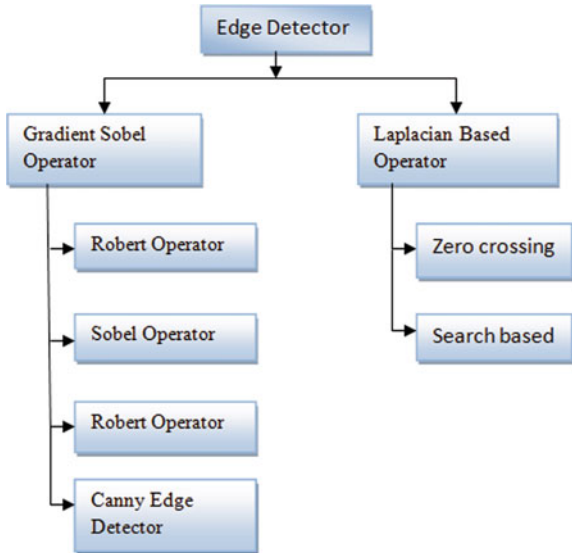 Edge Detector
Gradient Sobel
Operator
Laplacian Based
Operator
Robert Operator
Zero crossing
Sobel Operator
Search based
Robert Operator
Canny Edge
Detector